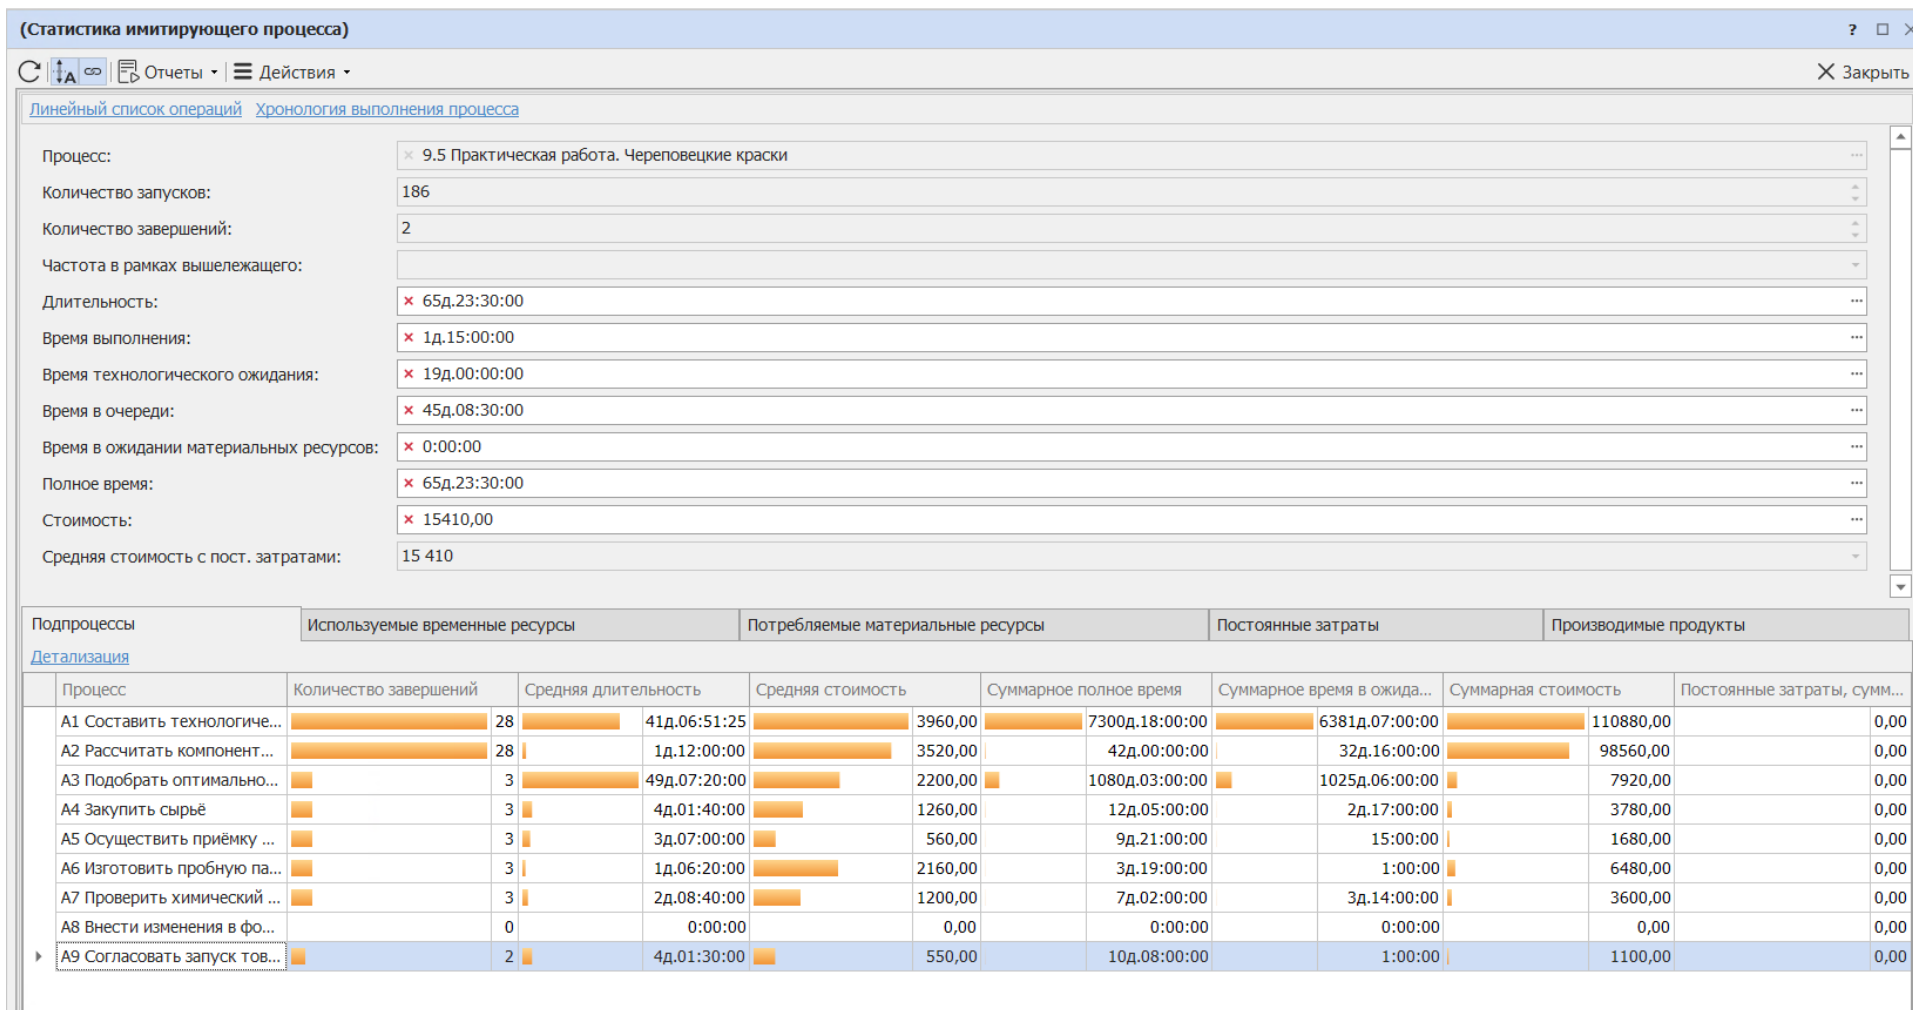 (Статистика имитирующего процесса) ?
A Отчеты Действия Закрыть
Линейный список операций Хронология выполнения процесса
Процесс: 9.5 Практическая работа. Череповецкие краски ...
Количество запусков: 186
Количество завершений: 2
Частота в рамках вышележащего:
Длительность: 65д.23:30:00 ...
Время выполнения: 1д.15:00:00 ...
Время технологического ожидания: 19д.00:00:00 ...
Время в очереди: 45д.08:30:00 ...
Время в ожидании материальных ресурсов: 0:00:00 ...
Полное время: 65д.23:30:00 ...
Стоимость: 15410,00 ...
Средняя стоимость с пост. затратами: 15 410
Подпроцессы Используемые временные ресурсы Потребляемые материальные ресурсы Постоянные затраты Производимые продукты
Детализация
Процесс Количество завершений Средняя длительность Средняя стоимость Суммарное полное время Суммарное время в ожида... Суммарная стоимость Постоянные затраты, сумм...
A1 Составить технологиче... 28 41д.06:51:25 3960,00 7300д.18:00:00 6381д.07:00:00 110880,00 0,00
A2 Рассчитать компонент... 28 1д.12:00:00 3520,00 42д.00:00:00 32д.16:00:00 98560,00 0,00
A3 Подобрать оптимально... 3 49д.07:20:00 2200,00 1080д.03:00:00 1025д.06:00:00 7920,00 0,00
A4 Закупить сырьё 3 4д.01:40:00 1260,00 12д.05:00:00 2д.17:00:00 3780,00 0,00
A5 Осуществить приёмку ... 3 3д.07:00:00 560,00 9д.21:00:00 15:00:00 1680,00 0,00
A6 Изготовить пробную па... 3 1д.06:20:00 2160,00 3д.19:00:00 1:00:00 6480,00 0,00
A7 Проверить химический ... 3 2д.08:40:00 1200,00 7д.02:00:00 3д.14:00:00 3600,00 0,00
A8 Внести изменения в фо... 0 0:00:00 0,00 0:00:00 0:00:00 0,00 0,00
A9 Согласовать запуск тов... 2 4д.01:30:00 550,00 10д.08:00:00 1:00:00 1100,00 0,00